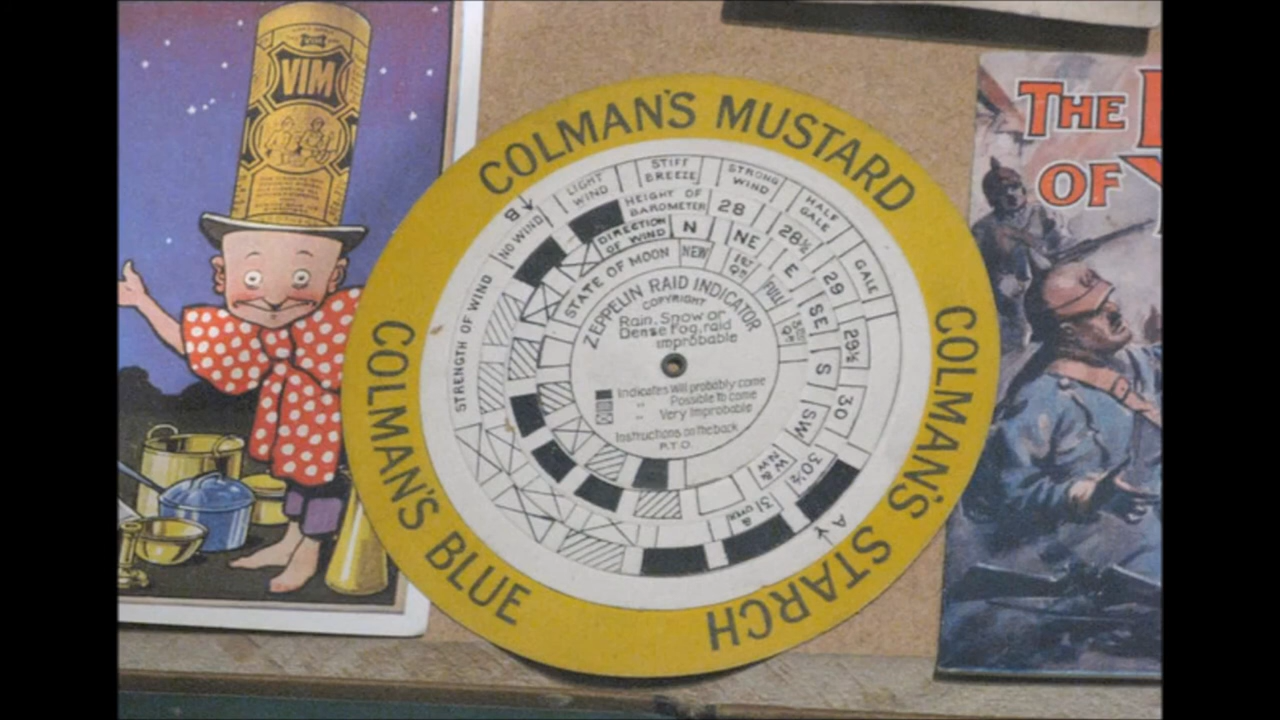 VIM
COLMAN'S MUSTARD
COLMAN'S STARCH
COLMAN'S BLUE
B
STRENGTH OF WIND
NO WIND
LIGHT WIND
STIFF BREEZE
STRONG WIND
HALF GALE
GALE
HEIGHT OF BAROMETER
28
28½
29
29½
30
30½
31 & OVER
DIRECTION OF WIND
N
NE
E
SE
S
SW
W & NW
STATE OF MOON
NEW
1ST QR
FULL
A
ZEPPELIN RAID INDICATOR
COPYRIGHT
Rain, Snow or
Dense Fog, raid
improbable
Indicates Will probably come
" Possible to come
" Very Improbable
Instructions on the back
P.T.O.
THE
OF